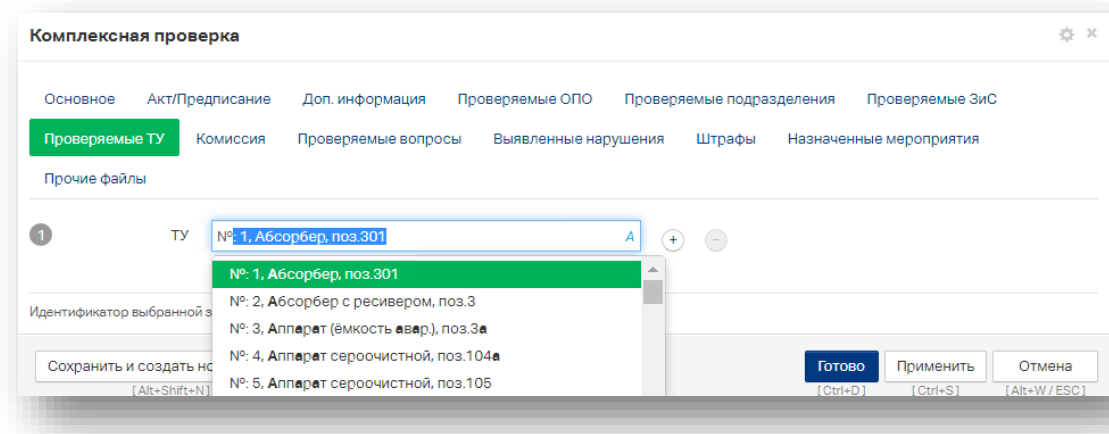 Комплексная проверка
Основное Акт/Предписание Доп. информация Проверяемые ОПО Проверяемые подразделения Проверяемые ЗиС
Проверяемые ТУ Комиссия Проверяемые вопросы Выявленные нарушения Штрафы Назначенные мероприятия
Прочие файлы
1 ТУ №: 1, Абсорбер, поз.301 A
№: 1, Абсорбер, поз.301
№: 2, Абсорбер с ресивером, поз.3
Идентификатор выбранной
№: 3, Аппарат (ёмкость авар.), поз.3а
№: 4, Аппарат сероочистной, поз.104а
Сохранить и создать Готово Применить Отмена
№: 5, Аппарат сероочистной, поз.105
[Alt+Shift+N] [Ctrl+D] [Ctrl+S] [Alt+W / ESC]